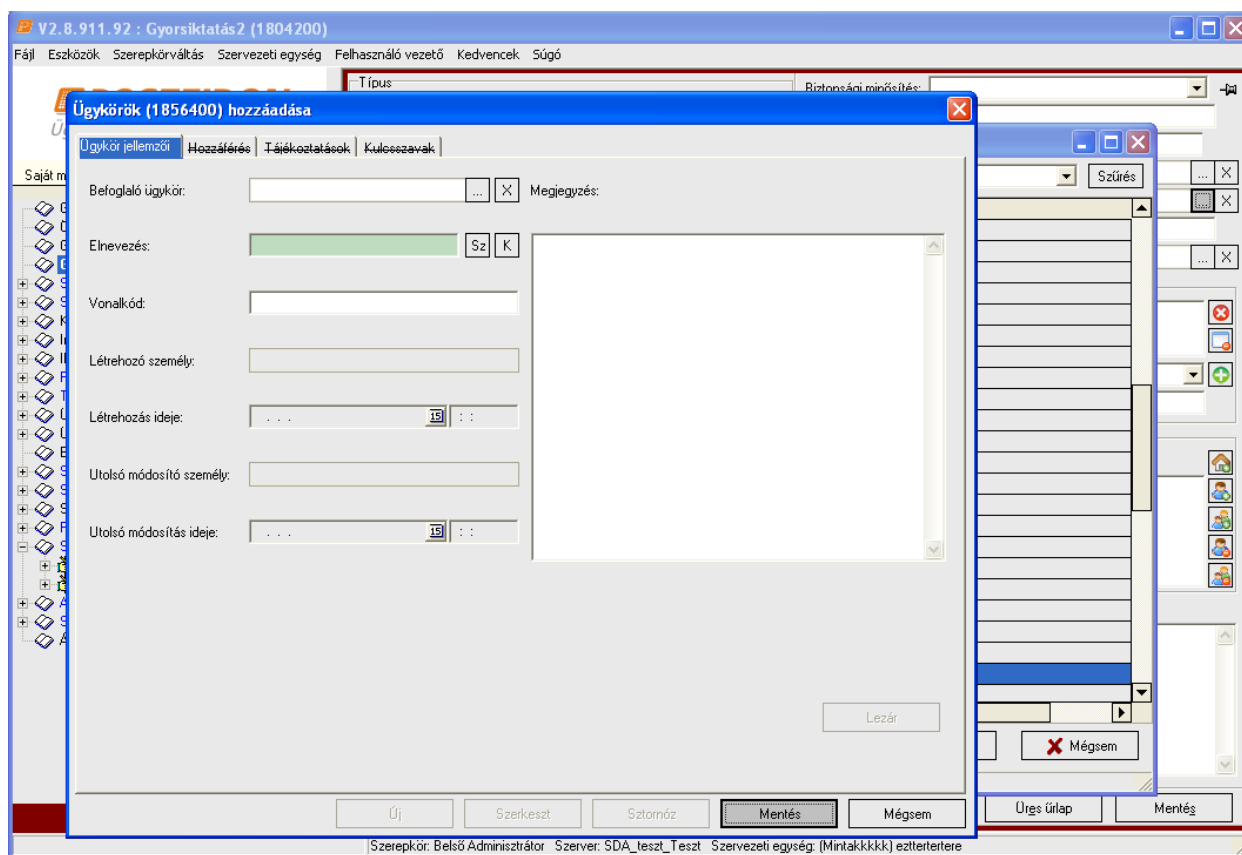 V2.8.911.92 : Gyorsiktatás2 (1804200)
Fájl Eszközök Szerepkörváltás Szervezeti egység Felhasználó vezető Kedvencek Súgó
Típus
Biztonsági minősítés:
Ügykörök (1856400) hozzáadása
Ügykör jellemzői Hozzáférés Tájékoztatások Kulcsszavak
Saját m
Szűrés
Befoglaló ügykör: ... X Megjegyzés:
Elnevezés: Sz K
Vonalkód:
Létrehozó személy:
Létrehozás ideje: . . . 15 : :
Utolsó módosító személy:
Utolsó módosítás ideje: . . . 15 : :
Lezár
Mégsem
Új Szerkeszt Sztornóz Mentés Mégsem
Üres űrlap Mentés
Szerepkör: Belső Adminisztrátor Szerver: SDA_teszt_Teszt Szervezeti egység: (Mintakkkkk) ezttertertere